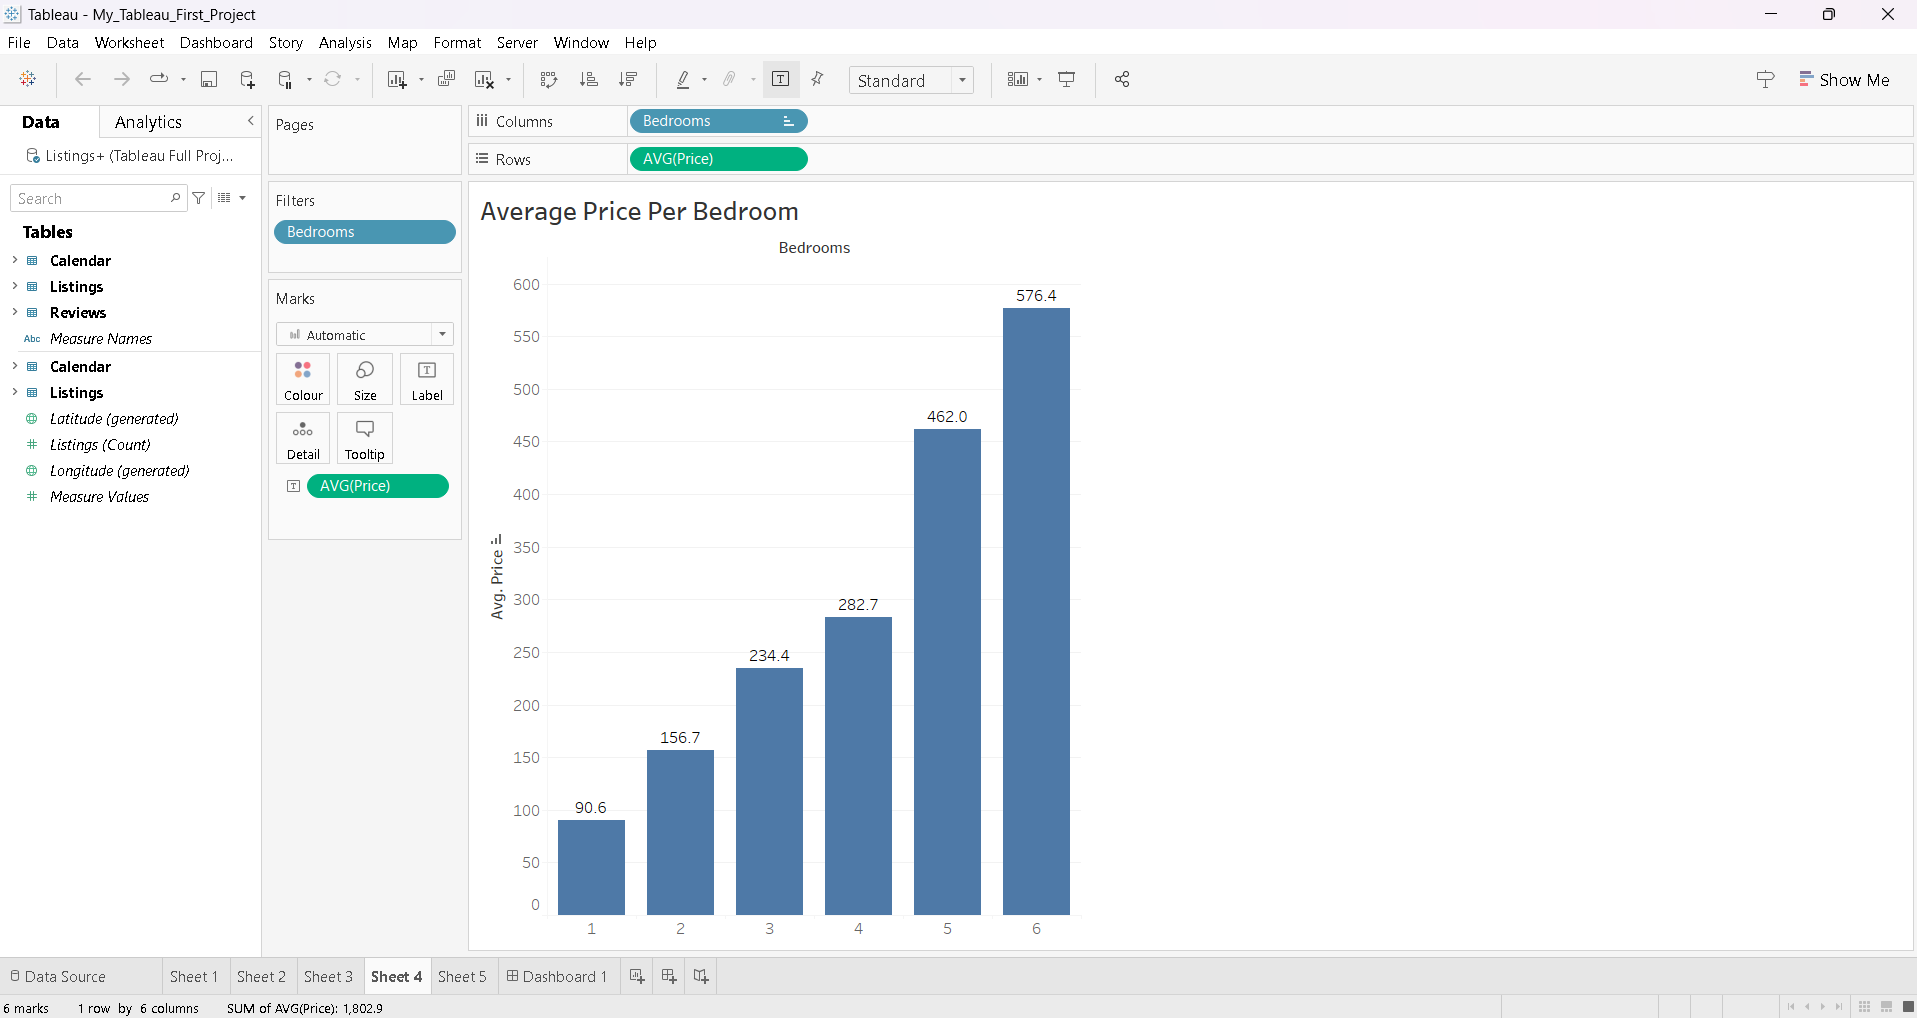 Tableau - My_Tableau_First_Project
File Data Worksheet Dashboard Story Analysis Map Format Server Window Help
Standard
Show Me
Data Analytics
Listings+ (Tableau Full Proj...
Search
Tables
Calendar
Listings
Reviews
Abc Measure Names
Calendar
Listings
Latitude (generated)
Listings (Count)
Longitude (generated)
Measure Values
Pages
Filters
Bedrooms
Marks
Automatic
Colour Size Label
Detail Tooltip
AVG(Price)
Columns Bedrooms
Rows AVG(Price)
Average Price Per Bedroom
Bedrooms
Avg. Price
600
550
500
450
400
350
300
250
200
150
100
50
0
90.6
156.7
234.4
282.7
462.0
576.4
1 2 3 4 5 6
Data Source Sheet 1 Sheet 2 Sheet 3 Sheet 4 Sheet 5 Dashboard 1
6 marks 1 row by 6 columns SUM of AVG(Price): 1,802.9